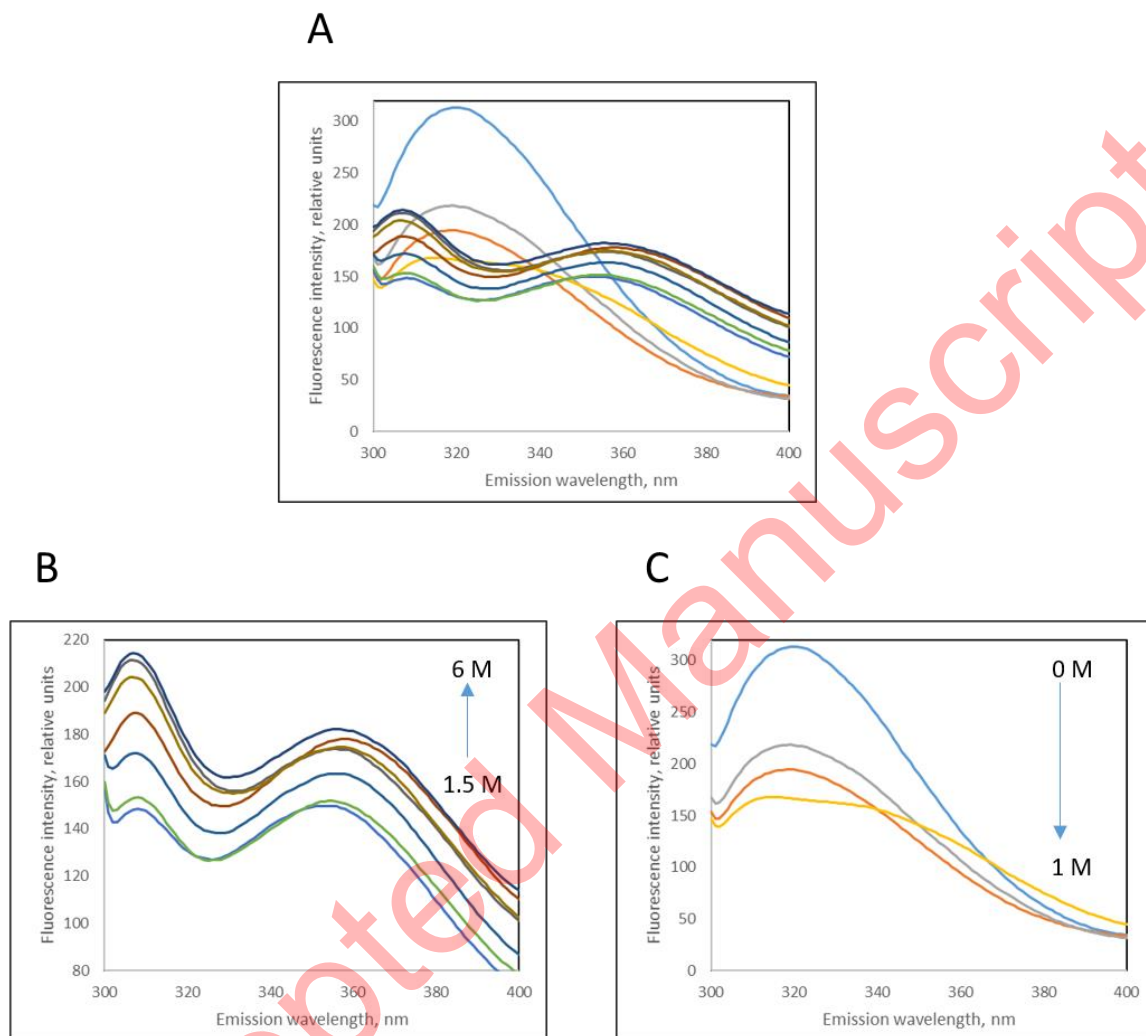 A
Fluorescence intensity, relative units
300
250
200
150
100
50
0
300 320 340 360 380 400
Emission wavelength, nm
B
Fluorescence intensity, relative units
220
200
180
160
140
120
100
80
6 M
1.5 M
300 320 340 360 380 400
Emission wavelength, nm
C
Fluorescence intensity, relative units
300
250
200
150
100
50
0
0 M
1 M
300 320 340 360 380 400
Emission wavelength, nm
pted Manuscript